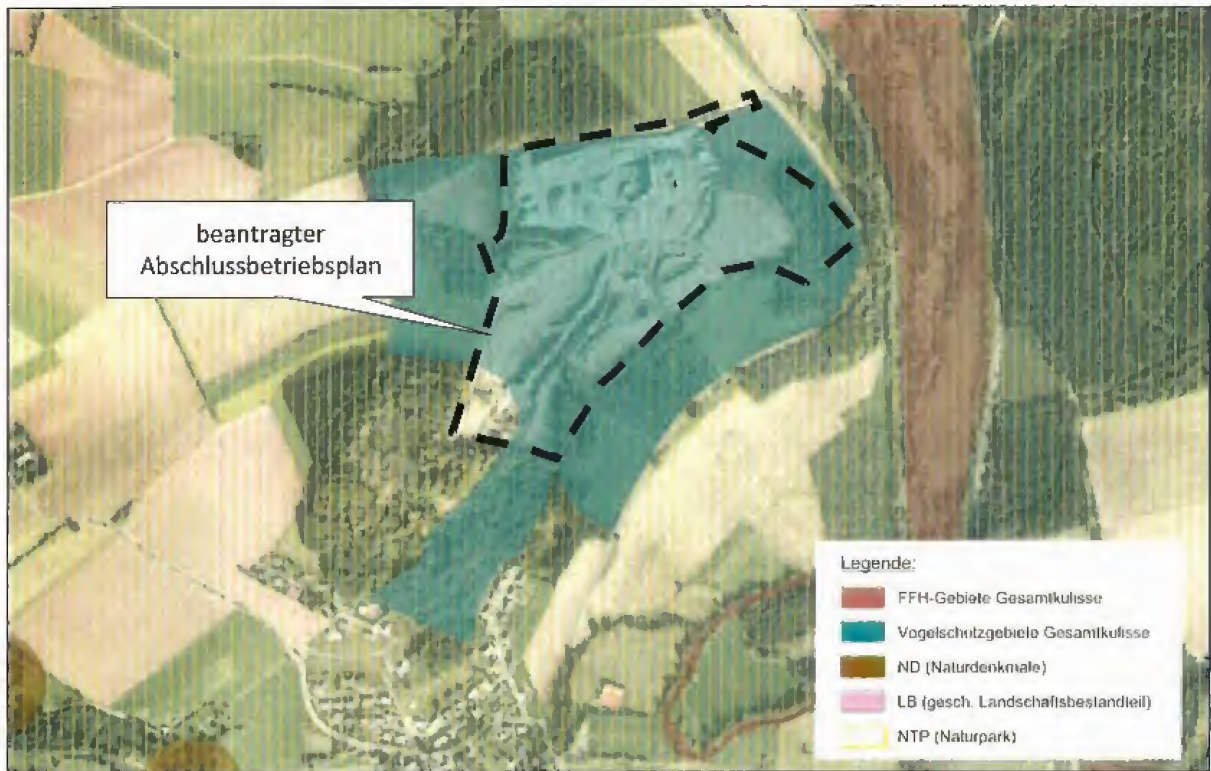 beantragter
Abschlussbetriebsplan
Legende:
FFH-Gebiete Gesamtkulisse
Vogelschutzgebiete Gesamtkulisse
ND (Naturdenkmale)
LB (gesch. Landschaftsbestandteil)
NTP (Naturpark)